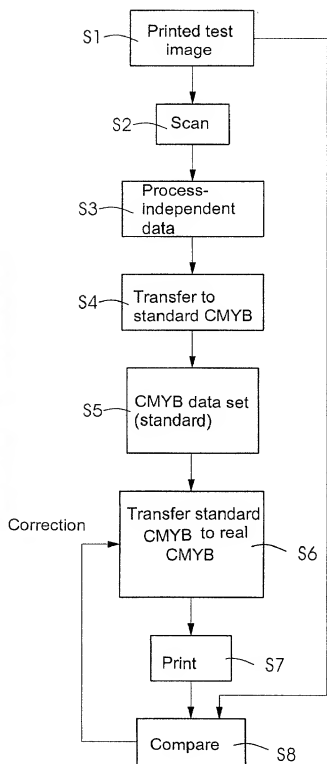 S1
Printed test
image
S2
Scan
S3
Process-
independent
data
S4
Transfer to
standard CMYB
S5
CMYB data set
(standard)
Correction
Transfer standard
CMYB to real
CMYB
S6
Print
S7
Compare
S8